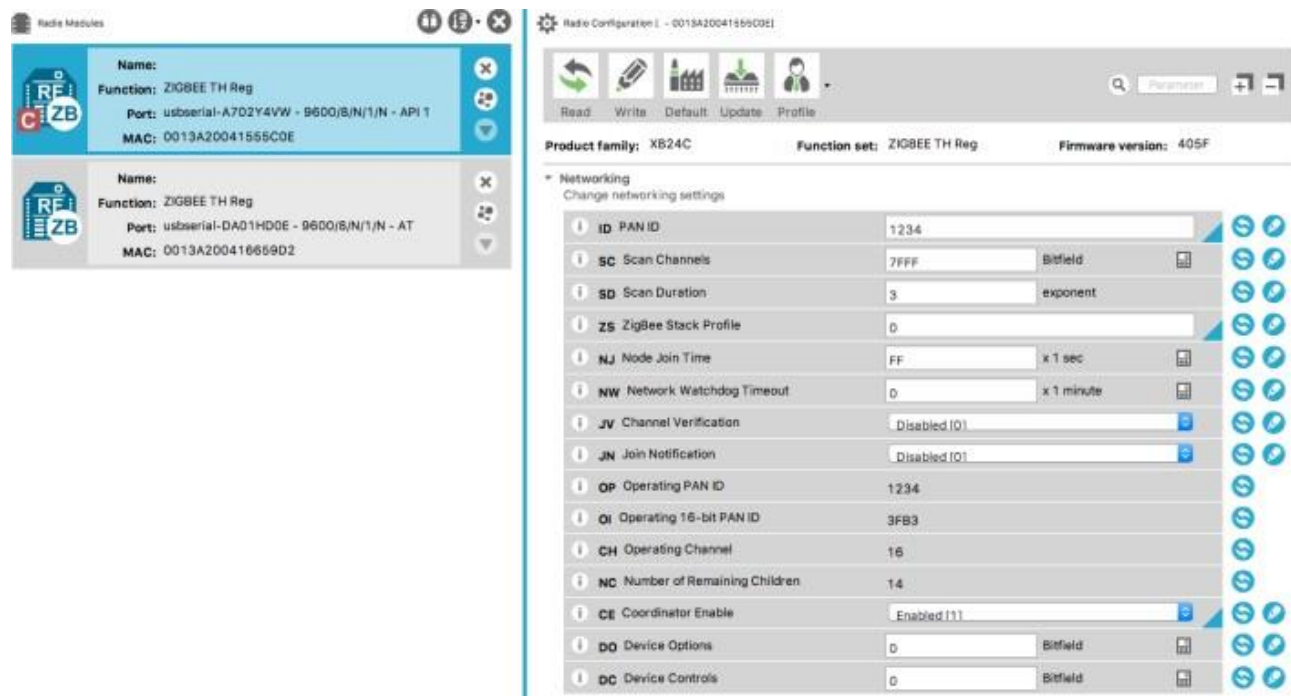 Radio Modules
Name:
Function: ZIGBEE TH Reg
Port: usbserial-A702Y4VW - 9600/8/N/1/N - API 1
MAC: 0013A20041555C0E
RF
C ZB
Name:
Function: ZIGBEE TH Reg
Port: usbserial-DA01HD0E - 9600/8/N/1/N - AT
MAC: 0013A200416659D2
RF
ZB
Radio Configuration [ - 0013A20041555C0E]
Read Write Default Update Profile
Parameter
Product family: XB24C Function set: ZIGBEE TH Reg Firmware version: 405F
Networking
Change networking settings
i ID PAN ID 1234
i SC Scan Channels 7FFF Bitfield
i SD Scan Duration 3 exponent
i ZS ZigBee Stack Profile 0
i NJ Node Join Time FF x 1 sec
i NW Network Watchdog Timeout 0 x 1 minute
i JV Channel Verification Disabled [0]
i JN Join Notification Disabled [0]
i OP Operating PAN ID 1234
i OI Operating 16-bit PAN ID 3FB3
i CH Operating Channel 16
i NC Number of Remaining Children 14
i CE Coordinator Enable Enabled [1]
i DO Device Options 0 Bitfield
i DC Device Controls 0 Bitfield